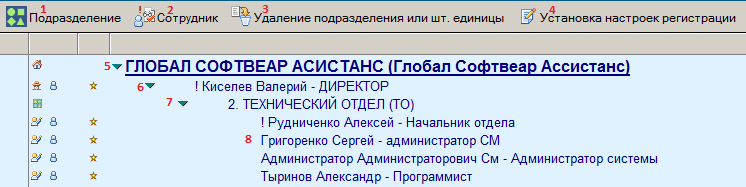 1 2 3 4
Подразделение Сотрудник Удаление подразделения или шт. единицы Установка настроек регистрации
5 ГЛОБАЛ СОФТВЕАР АСИСТАНС (Глобал Софтвеар Ассистанс)
6 ! Киселев Валерий - ДИРЕКТОР
7 2. ТЕХНИЧЕСКИЙ ОТДЕЛ (ТО)
! Рудниченко Алексей - Начальник отдела
8 Григоренко Сергей - администратор СМ
Администратор Администраторович См - Администратор системы
Тыринов Александр - Программист